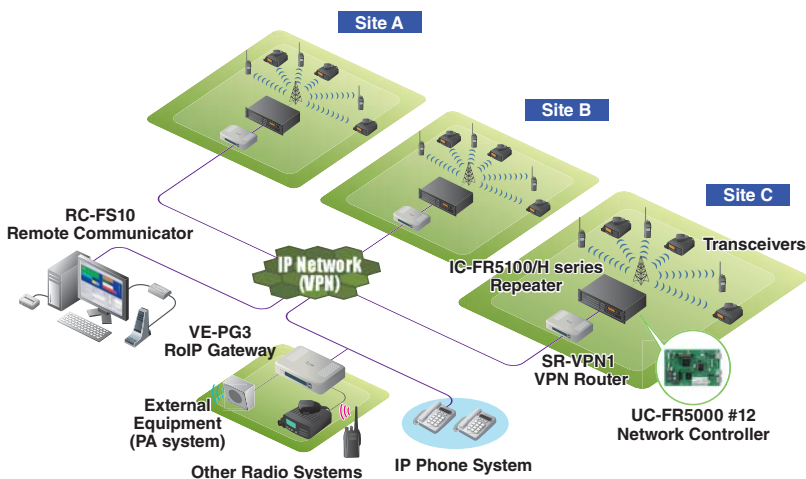 Site A
Site B
Site C
RC-FS10
Remote Communicator
Transceivers
IP Network
(VPN)
IC-FR5100/H series
Repeater
VE-PG3
RoIP Gateway
SR-VPN1
VPN Router
External
Equipment
(PA system)
UC-FR5000 #12
Network Controller
IP Phone System
Other Radio Systems